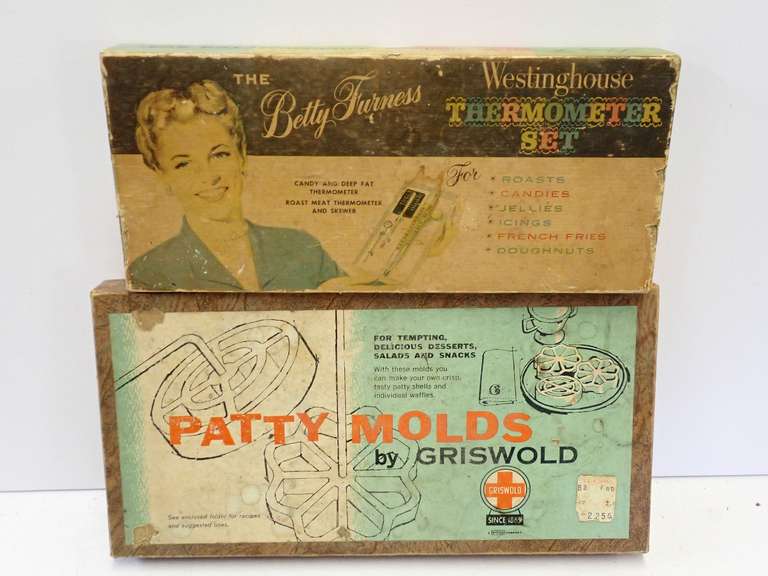 THE
Betty Furness
Westinghouse
THERMOMETER
SET
CANDY AND DEEP FAT
THERMOMETER
ROAST MEAT THERMOMETER
AND SKEWER
For
* ROASTS
* CANDIES
* JELLIES
* ICINGS
* FRENCH FRIES
* DOUGHNUTS
FOR TEMPTING,
DELICIOUS DESSERTS,
SALADS AND SNACKS
With these molds you
can make your own crisp,
tasty patty shells and
individual waffles.
PATTY MOLDS
by GRISWOLD
GRISWOLD
SINCE 1869
See enclosed folder for recipes
and suggested uses.
2254